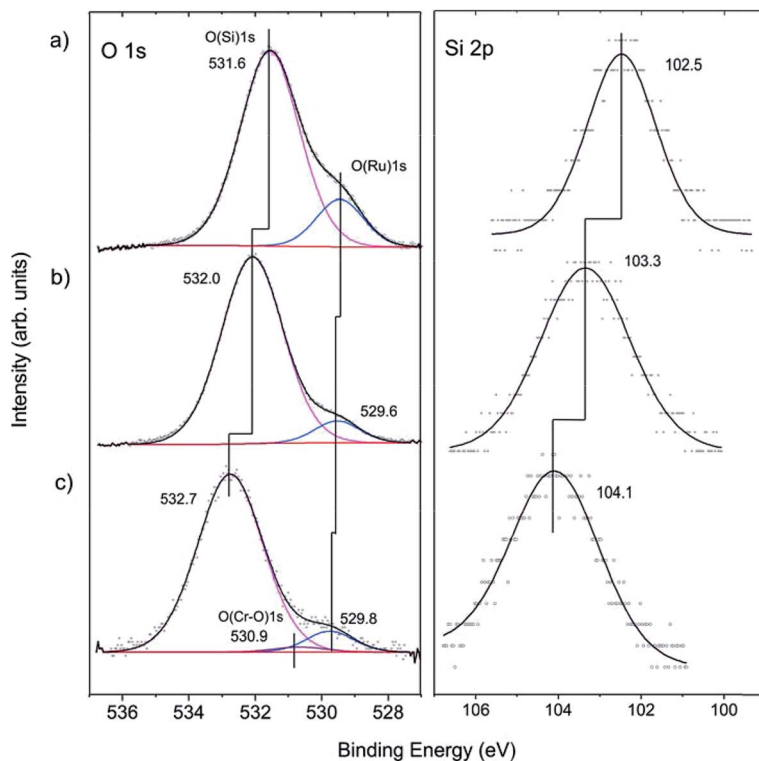 a)
O 1s
O(Si)1s
531.6
O(Ru)1s
Si 2p
102.5
b)
532.0
529.6
103.3
c)
532.7
O(Cr-O)1s
530.9
529.8
104.1
Intensity (arb. units)
536 534 532 530 528
106 104 102 100
Binding Energy (eV)